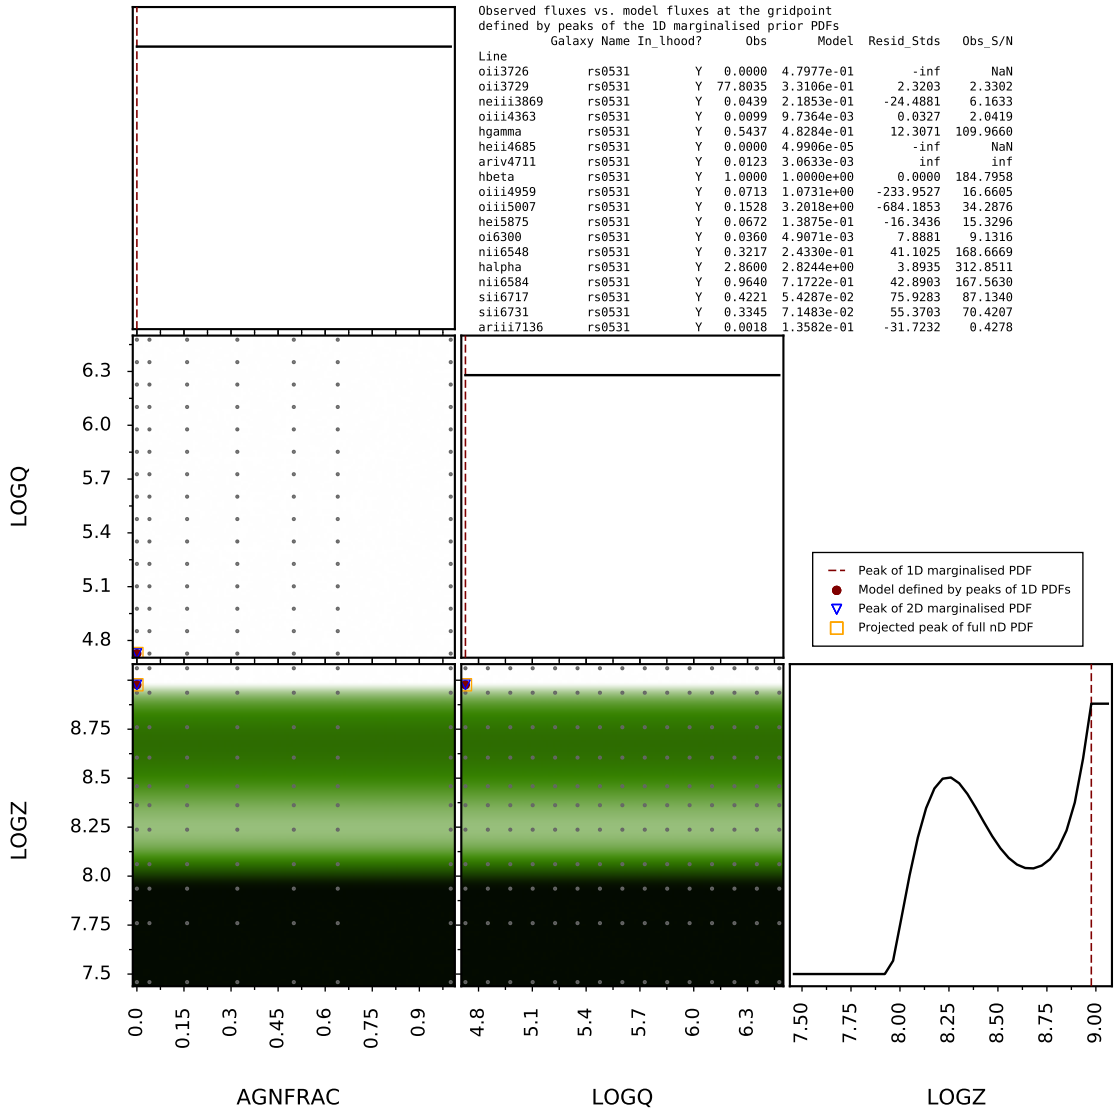 Observed fluxes vs. model fluxes at the gridpoint
defined by peaks of the 1D marginalised prior PDFs
Galaxy Name In_lhood? Obs Model Resid_Stds Obs_S/N
Line
oii3726 rs0531 Y 0.0000 4.7977e-01 -inf NaN
oii3729 rs0531 Y 77.8035 3.3106e-01 2.3203 2.3302
neiii3869 rs0531 Y 0.0439 2.1853e-01 -24.4881 6.1633
oiii4363 rs0531 Y 0.0099 9.7364e-03 0.0327 2.0419
hgamma rs0531 Y 0.5437 4.8284e-01 12.3071 109.9660
heii4685 rs0531 Y 0.0000 4.9906e-05 -inf NaN
ariv4711 rs0531 Y 0.0123 3.0633e-03 inf inf
hbeta rs0531 Y 1.0000 1.0000e+00 0.0000 184.7958
oiii4959 rs0531 Y 0.0713 1.0731e+00 -233.9527 16.6605
oiii5007 rs0531 Y 0.1528 3.2018e+00 -684.1853 34.2876
hei5875 rs0531 Y 0.0672 1.3875e-01 -16.3436 15.3296
oi6300 rs0531 Y 0.0360 4.9071e-03 7.8881 9.1316
nii6548 rs0531 Y 0.3217 2.4330e-01 41.1025 168.6669
halpha rs0531 Y 2.8600 2.8244e+00 3.8935 312.8511
nii6584 rs0531 Y 0.9640 7.1722e-01 42.8903 167.5630
sii6717 rs0531 Y 0.4221 5.4287e-02 75.9283 87.1340
sii6731 rs0531 Y 0.3345 7.1483e-02 55.3703 70.4207
ariii7136 rs0531 Y 0.0018 1.3582e-01 -31.7232 0.4278
LOGQ
6.3
6.0
5.7
5.4
5.1
4.8
Peak of 1D marginalised PDF
Model defined by peaks of 1D PDFs
Peak of 2D marginalised PDF
Projected peak of full nD PDF
LOGZ
8.75
8.5
8.25
8.0
7.75
7.5
0.0 0.15 0.3 0.45 0.6 0.75 0.9
4.8 5.1 5.4 5.7 6.0 6.3
7.50 7.75 8.00 8.25 8.50 8.75 9.00
AGNFRAC LOGQ LOGZ